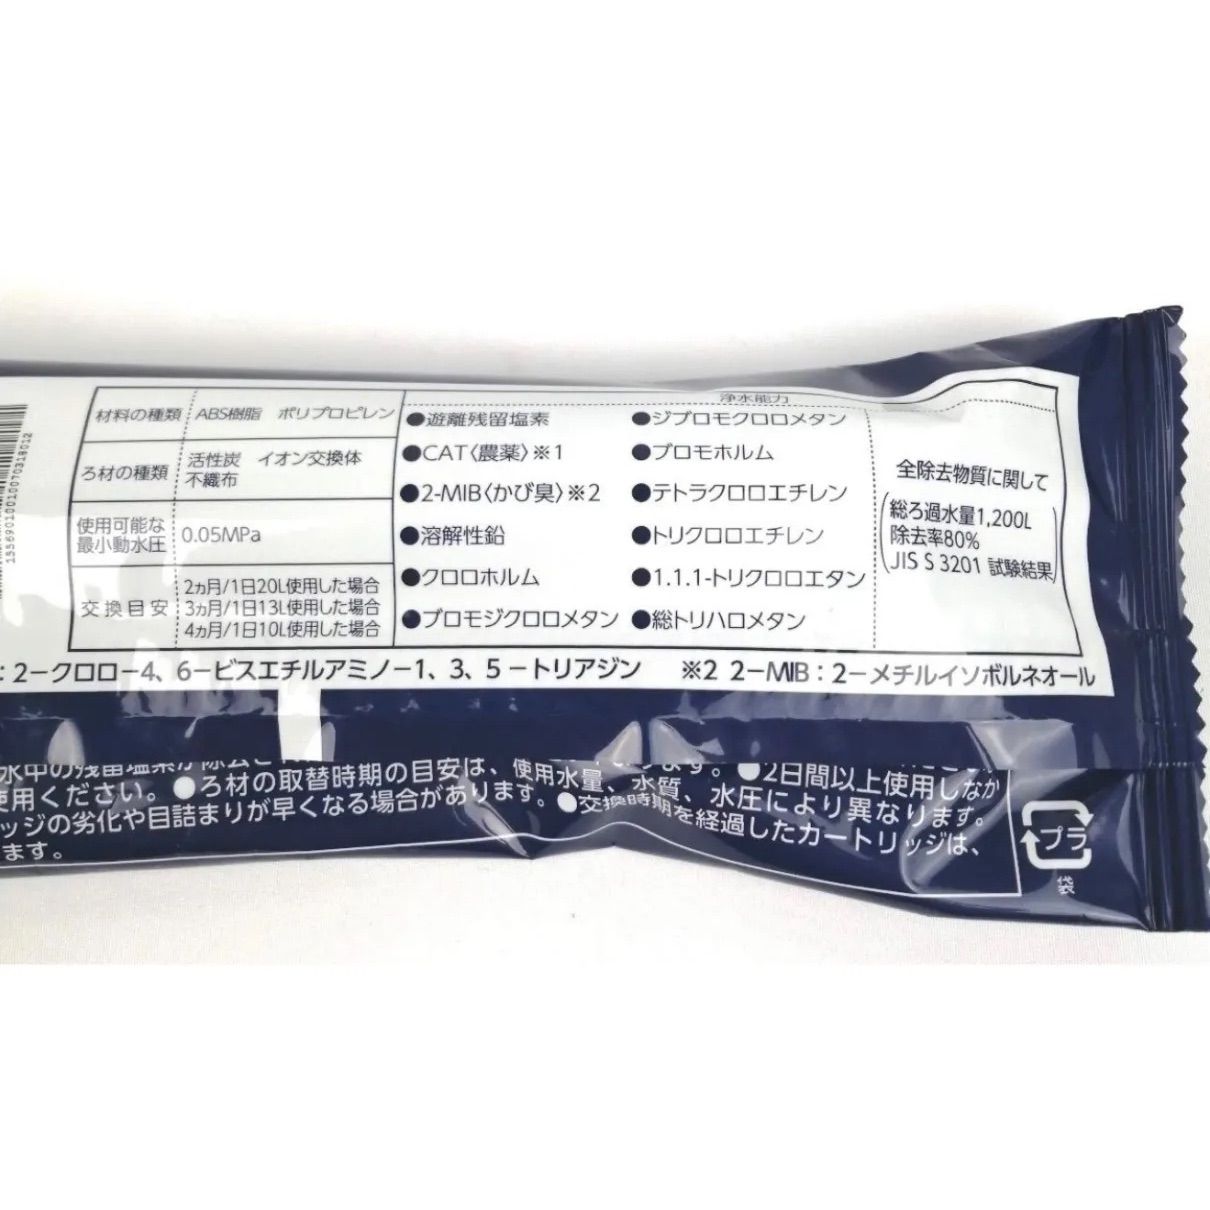 浄水能力
材料の種類 ABS樹脂 ポリプロピレン
ろ材の種類 活性炭 イオン交換体
不織布
使用可能な
最小動水圧 0.05MPa
交換目安 2ヵ月/1日20L使用した場合
3ヵ月/1日13L使用した場合
4ヵ月/1日10L使用した場合
●遊離残留塩素
●CAT〈農薬〉※1
●2-MIB〈かび臭〉※2
●溶解性鉛
●クロロホルム
●ブロモジクロロメタン
●ジブロモクロロメタン
●ブロモホルム
●テトラクロロエチレン
●トリクロロエチレン
●1.1.1-トリクロロエタン
●総トリハロメタン
全除去物質に関して
(総ろ過水量1,200L
除去率80%
JIS S 3201 試験結果)
：2－クロロ－4、6－ビスエチルアミノ－1、3、5－トリアジン ※2 2－MIB：2－メチルイソボルネオール
水中の残留塩素が除去 ります。●2日間以上使用しなか
使用ください。●ろ材の取替時期の目安は、使用水量、水質、水圧により異なります。
ッジの劣化や目詰まりが早くなる場合があります。●交換時期を経過したカートリッジは、
ます。
プラ
袋